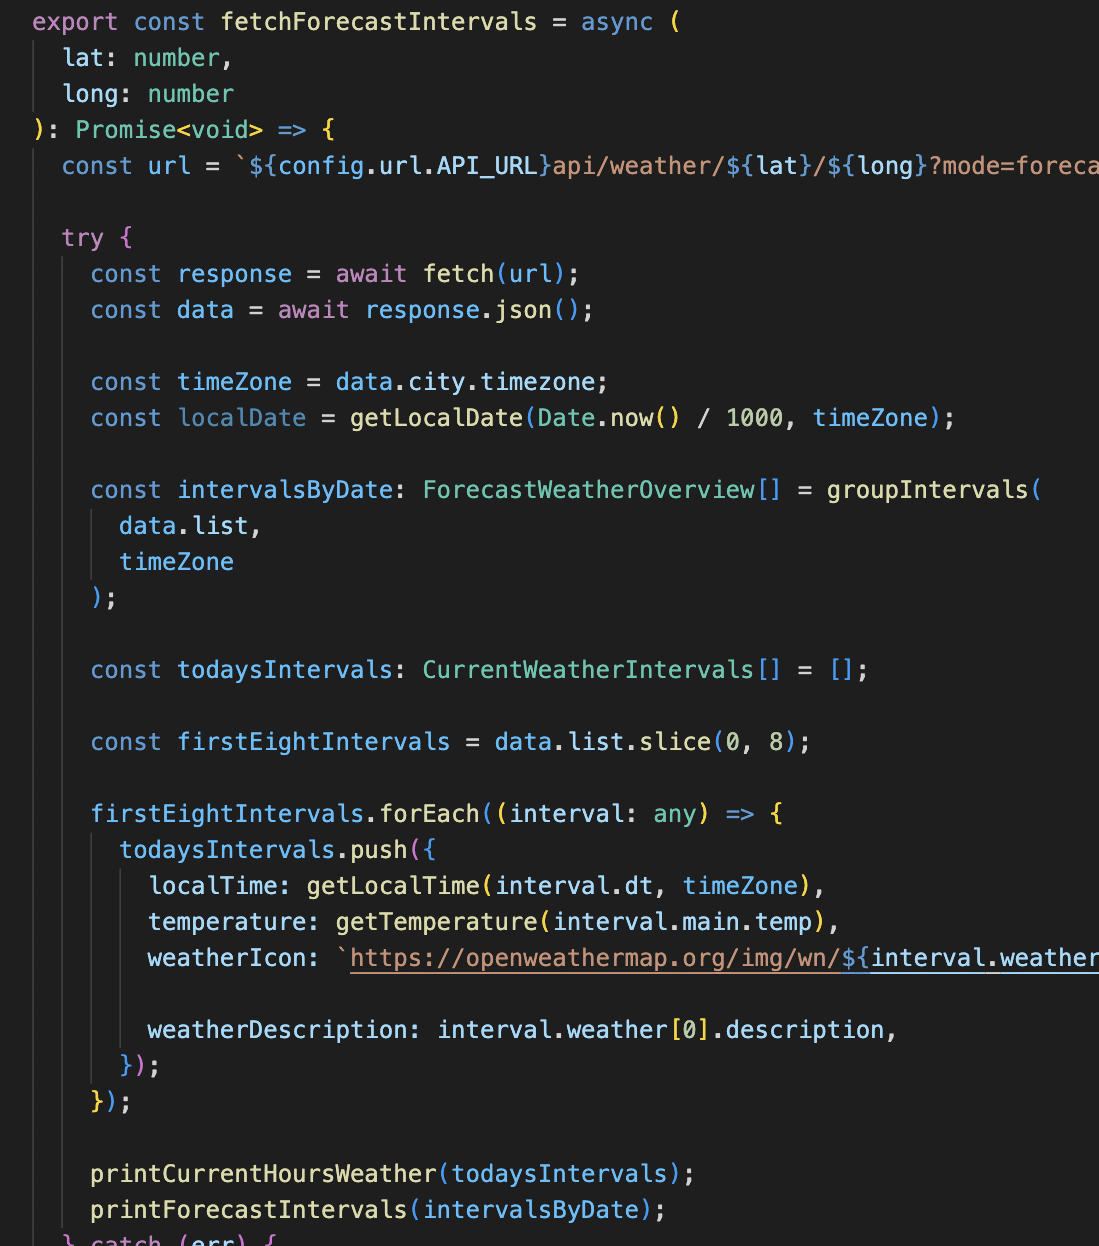 export const fetchForecastIntervals = async (
  lat: number,
  long: number
): Promise<void> => {
  const url = `${config.url.API_URL}api/weather/${lat}/${long}?mode=foreca

  try {
    const response = await fetch(url);
    const data = await response.json();

    const timeZone = data.city.timezone;
    const localDate = getLocalDate(Date.now() / 1000, timeZone);

    const intervalsByDate: ForecastWeatherOverview[] = groupIntervals(
      data.list,
      timeZone
    );

    const todaysIntervals: CurrentWeatherIntervals[] = [];

    const firstEightIntervals = data.list.slice(0, 8);

    firstEightIntervals.forEach((interval: any) => {
      todaysIntervals.push({
        localTime: getLocalTime(interval.dt, timeZone),
        temperature: getTemperature(interval.main.temp),
        weatherIcon: `https://openweathermap.org/img/wn/${interval.weather

        weatherDescription: interval.weather[0].description,
      });
    });

    printCurrentHoursWeather(todaysIntervals);
    printForecastIntervals(intervalsByDate);
  } catch (err) {